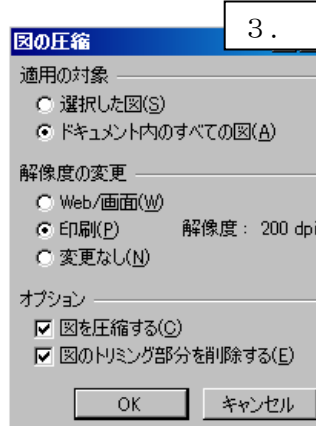 3.
図の圧縮
適用の対象
選択した図(S)
ドキュメント内のすべての図(A)
解像度の変更
Web/画面(W)
印刷(P) 解像度： 200 dpi
変更なし(N)
オプション
図を圧縮する(C)
図のトリミング部分を削除する(E)
OK キャンセル